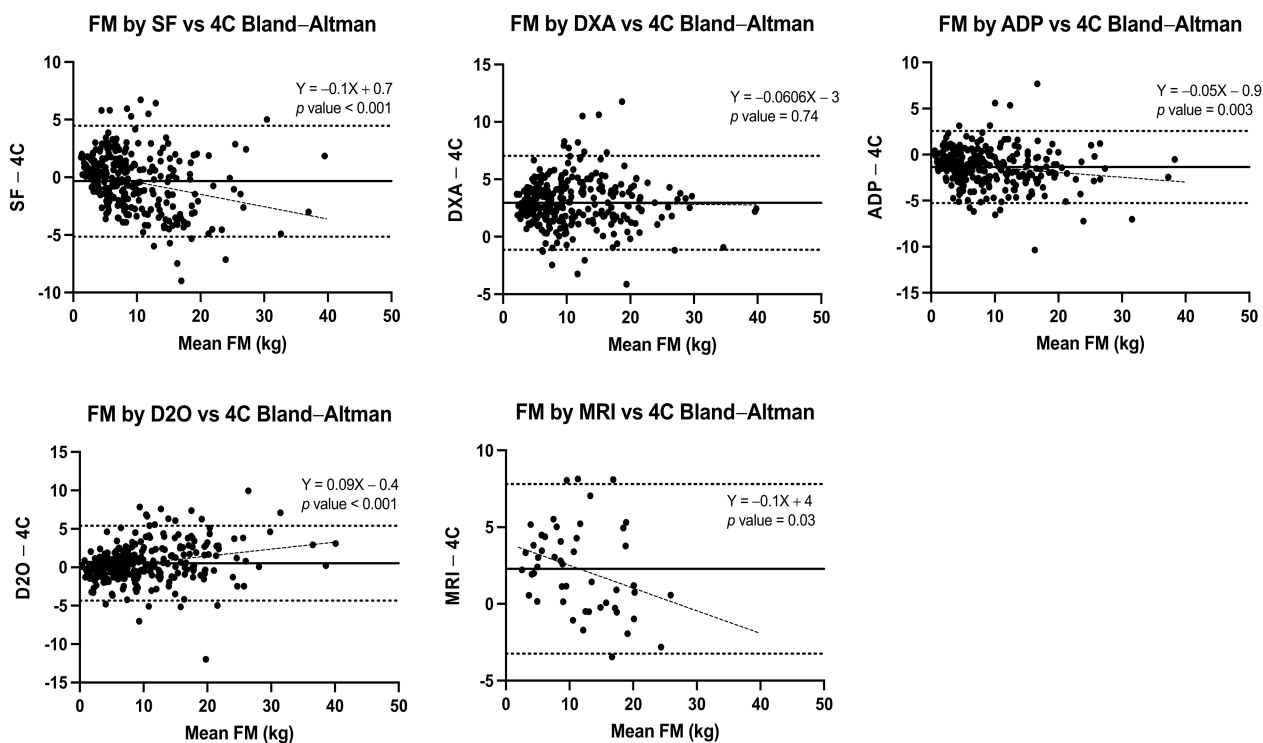 FM by SF vs 4C Bland–Altman
10
5
0
-5
-10
SF – 4C
Y = –0.1X + 0.7
p value < 0.001
0 10 20 30 40 50
Mean FM (kg)
FM by DXA vs 4C Bland–Altman
15
10
5
0
-5
DXA – 4C
Y = –0.0606X – 3
p value = 0.74
0 10 20 30 40 50
Mean FM (kg)
FM by ADP vs 4C Bland–Altman
10
5
0
-5
-10
-15
ADP – 4C
Y = –0.05X – 0.9
p value = 0.003
0 10 20 30 40 50
Mean FM (kg)
FM by D2O vs 4C Bland–Altman
15
10
5
0
-5
-10
-15
D2O – 4C
Y = 0.09X – 0.4
p value < 0.001
0 10 20 30 40 50
Mean FM (kg)
FM by MRI vs 4C Bland–Altman
10
5
0
-5
MRI – 4C
Y = –0.1X + 4
p value = 0.03
0 10 20 30 40 50
Mean FM (kg)